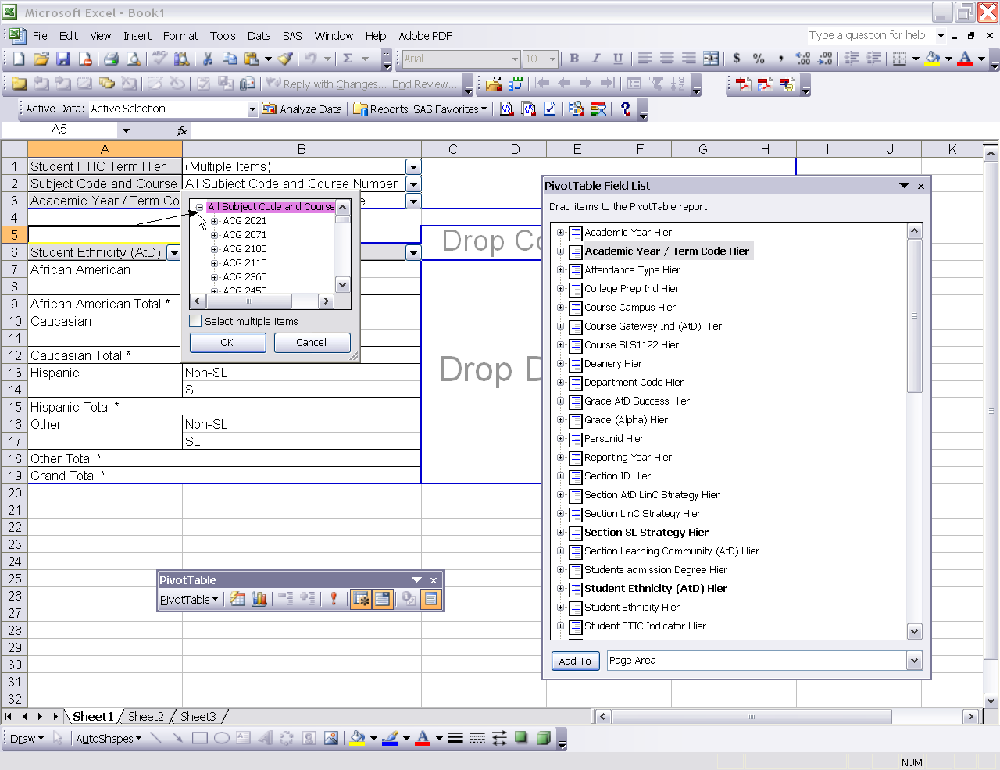 Microsoft Excel - Book1
File Edit View Insert Format Tools Data SAS Window Help Adobe PDF Type a question for help
Arial 10 B I U $ %
Reply with Changes... End Review...
Active Data: Active Selection Analyze Data Reports SAS Favorites
A5 fx
A B C D E F G H I J K
1 Student FTIC Term Hier (Multiple Items)
2 Subject Code and Course All Subject Code and Course Number
3 Academic Year / Term Co e
4
5 Drop Co
6 Student Ethnicity (AtD)
7 African American
8
9 African American Total *
10 Caucasian
11
12 Caucasian Total *
13 Hispanic Non-SL
14 SL
15 Hispanic Total *
16 Other Non-SL
17 SL
18 Other Total *
19 Grand Total *
20
21
22
23
24
25
26
27
28
29
30
31
32
Drop D
All Subject Code and Course
ACG 2021
ACG 2071
ACG 2100
ACG 2110
ACG 2360
ACG 2450
Select multiple items
OK Cancel
PivotTable Field List
Drag items to the PivotTable report
Academic Year Hier
Academic Year / Term Code Hier
Attendance Type Hier
College Prep Ind Hier
Course Campus Hier
Course Gateway Ind (AtD) Hier
Course SLS1122 Hier
Deanery Hier
Department Code Hier
Grade AtD Success Hier
Grade (Alpha) Hier
Personid Hier
Reporting Year Hier
Section ID Hier
Section AtD LinC Strategy Hier
Section LinC Strategy Hier
Section SL Strategy Hier
Section Learning Community (AtD) Hier
Students admission Degree Hier
Student Ethnicity (AtD) Hier
Student Ethnicity Hier
Student FTIC Indicator Hier
Add To Page Area
PivotTable
PivotTable
Sheet1 Sheet2 Sheet3
Draw AutoShapes
NUM